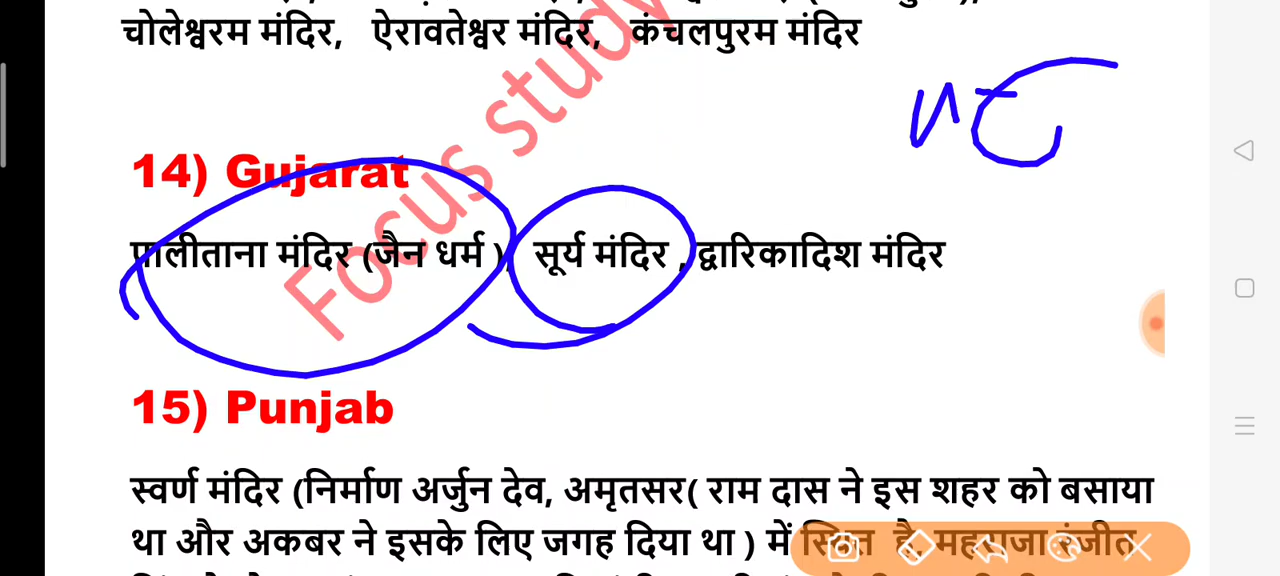 चोलेश्वरम मंदिर, ऐरावतेश्वर मंदिर, कंचलपुरम मंदिर
14) Gujarat
पालीताना मंदिर (जैन धर्म ) सूर्य मंदिर , द्वारिकादिश मंदिर
Focus study
15) Punjab
स्वर्ण मंदिर (निर्माण अर्जुन देव, अमृतसर( राम दास ने इस शहर को बसाया
था और अकबर ने इसके लिए जगह दिया था ) में स्थित है, महाराजा रंजीत